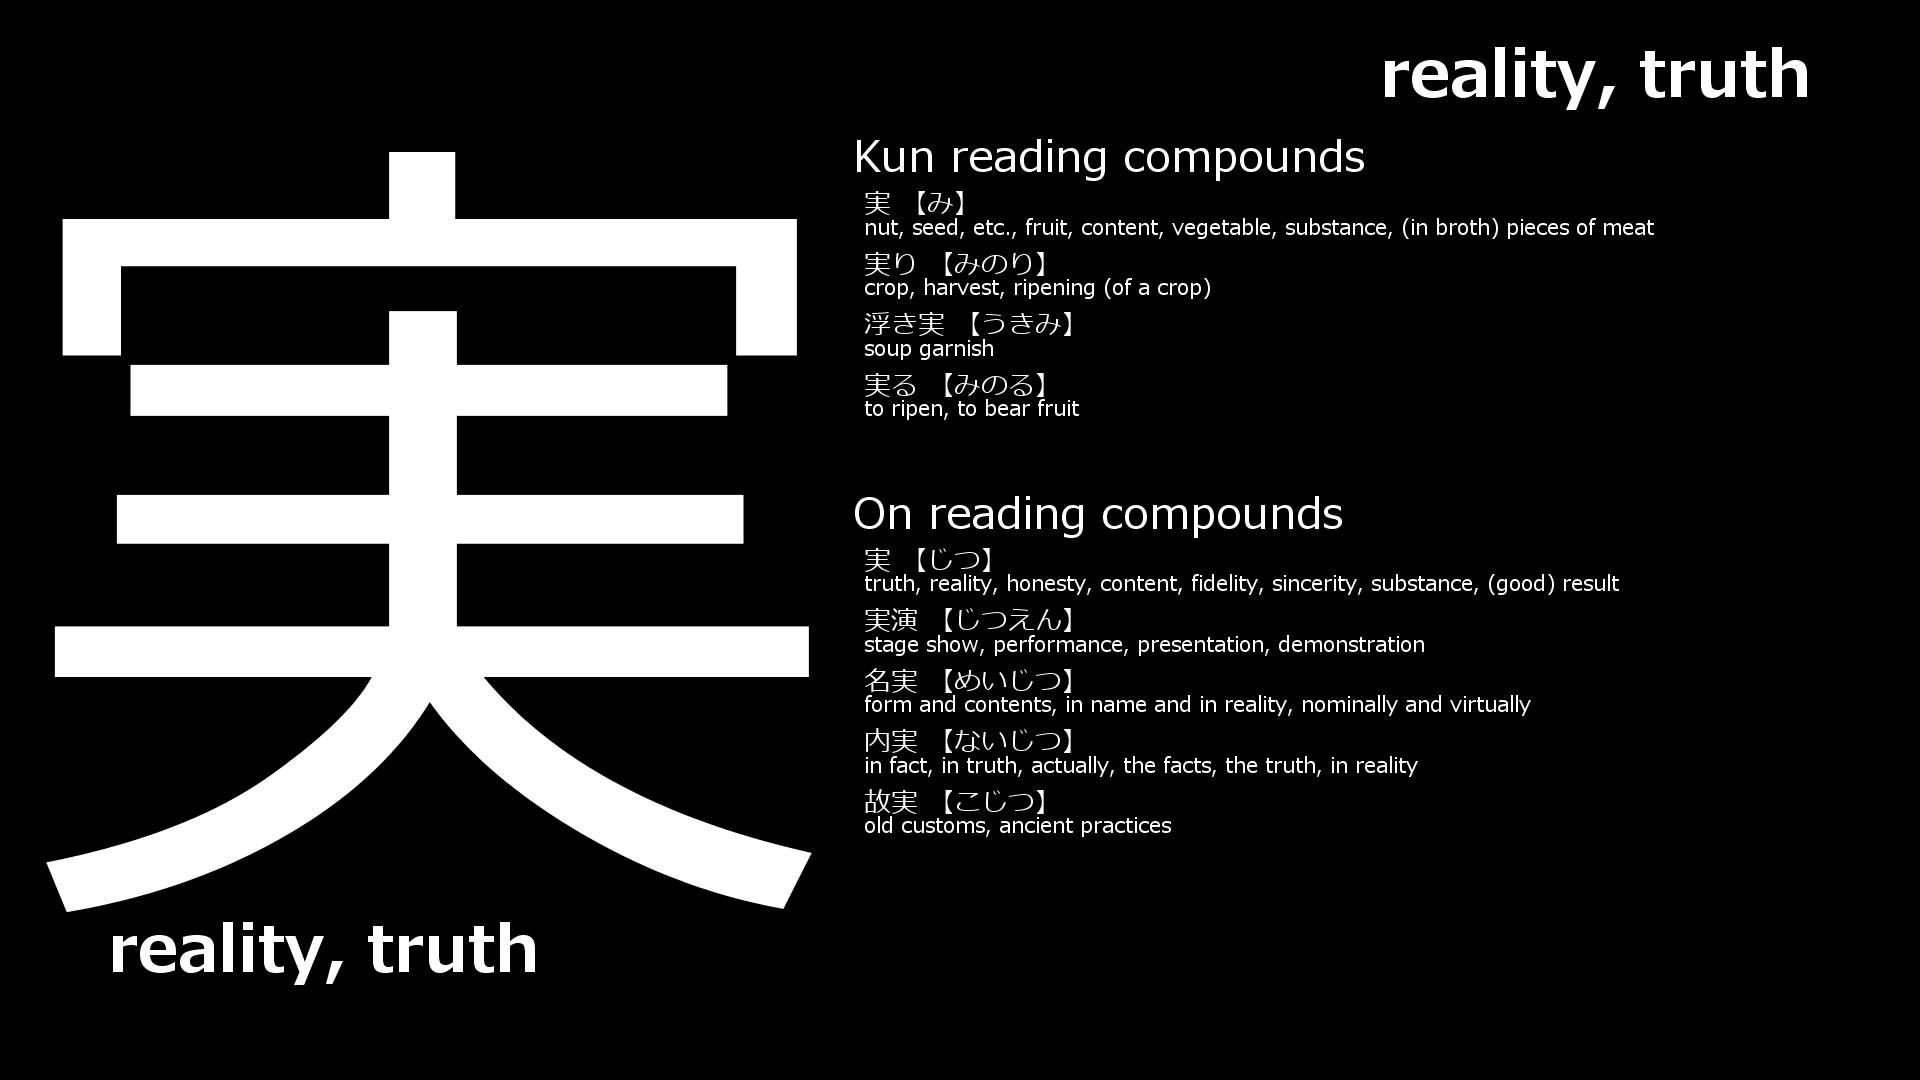 reality, truth
実
reality, truth
Kun reading compounds
実 【み】
nut, seed, etc., fruit, content, vegetable, substance, (in broth) pieces of meat
実り 【みのり】
crop, harvest, ripening (of a crop)
浮き実 【うきみ】
soup garnish
実る 【みのる】
to ripen, to bear fruit
On reading compounds
実 【じつ】
truth, reality, honesty, content, fidelity, sincerity, substance, (good) result
実演 【じつえん】
stage show, performance, presentation, demonstration
名実 【めいじつ】
form and contents, in name and in reality, nominally and virtually
内実 【ないじつ】
in fact, in truth, actually, the facts, the truth, in reality
故実 【こじつ】
old customs, ancient practices